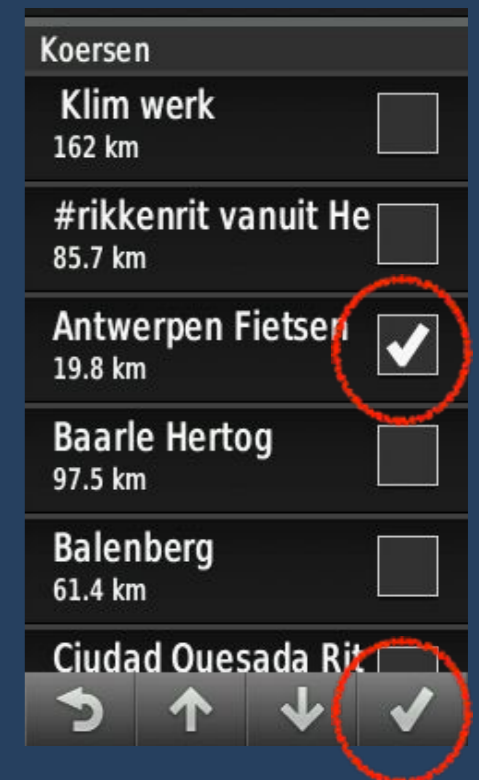 Koersen
Klim werk
162 km
#rikkenrit vanuit He
85.7 km
Antwerpen Fietsen
19.8 km
Baarle Hertog
97.5 km
Balenberg
61.4 km
Ciudad Quesada Rit